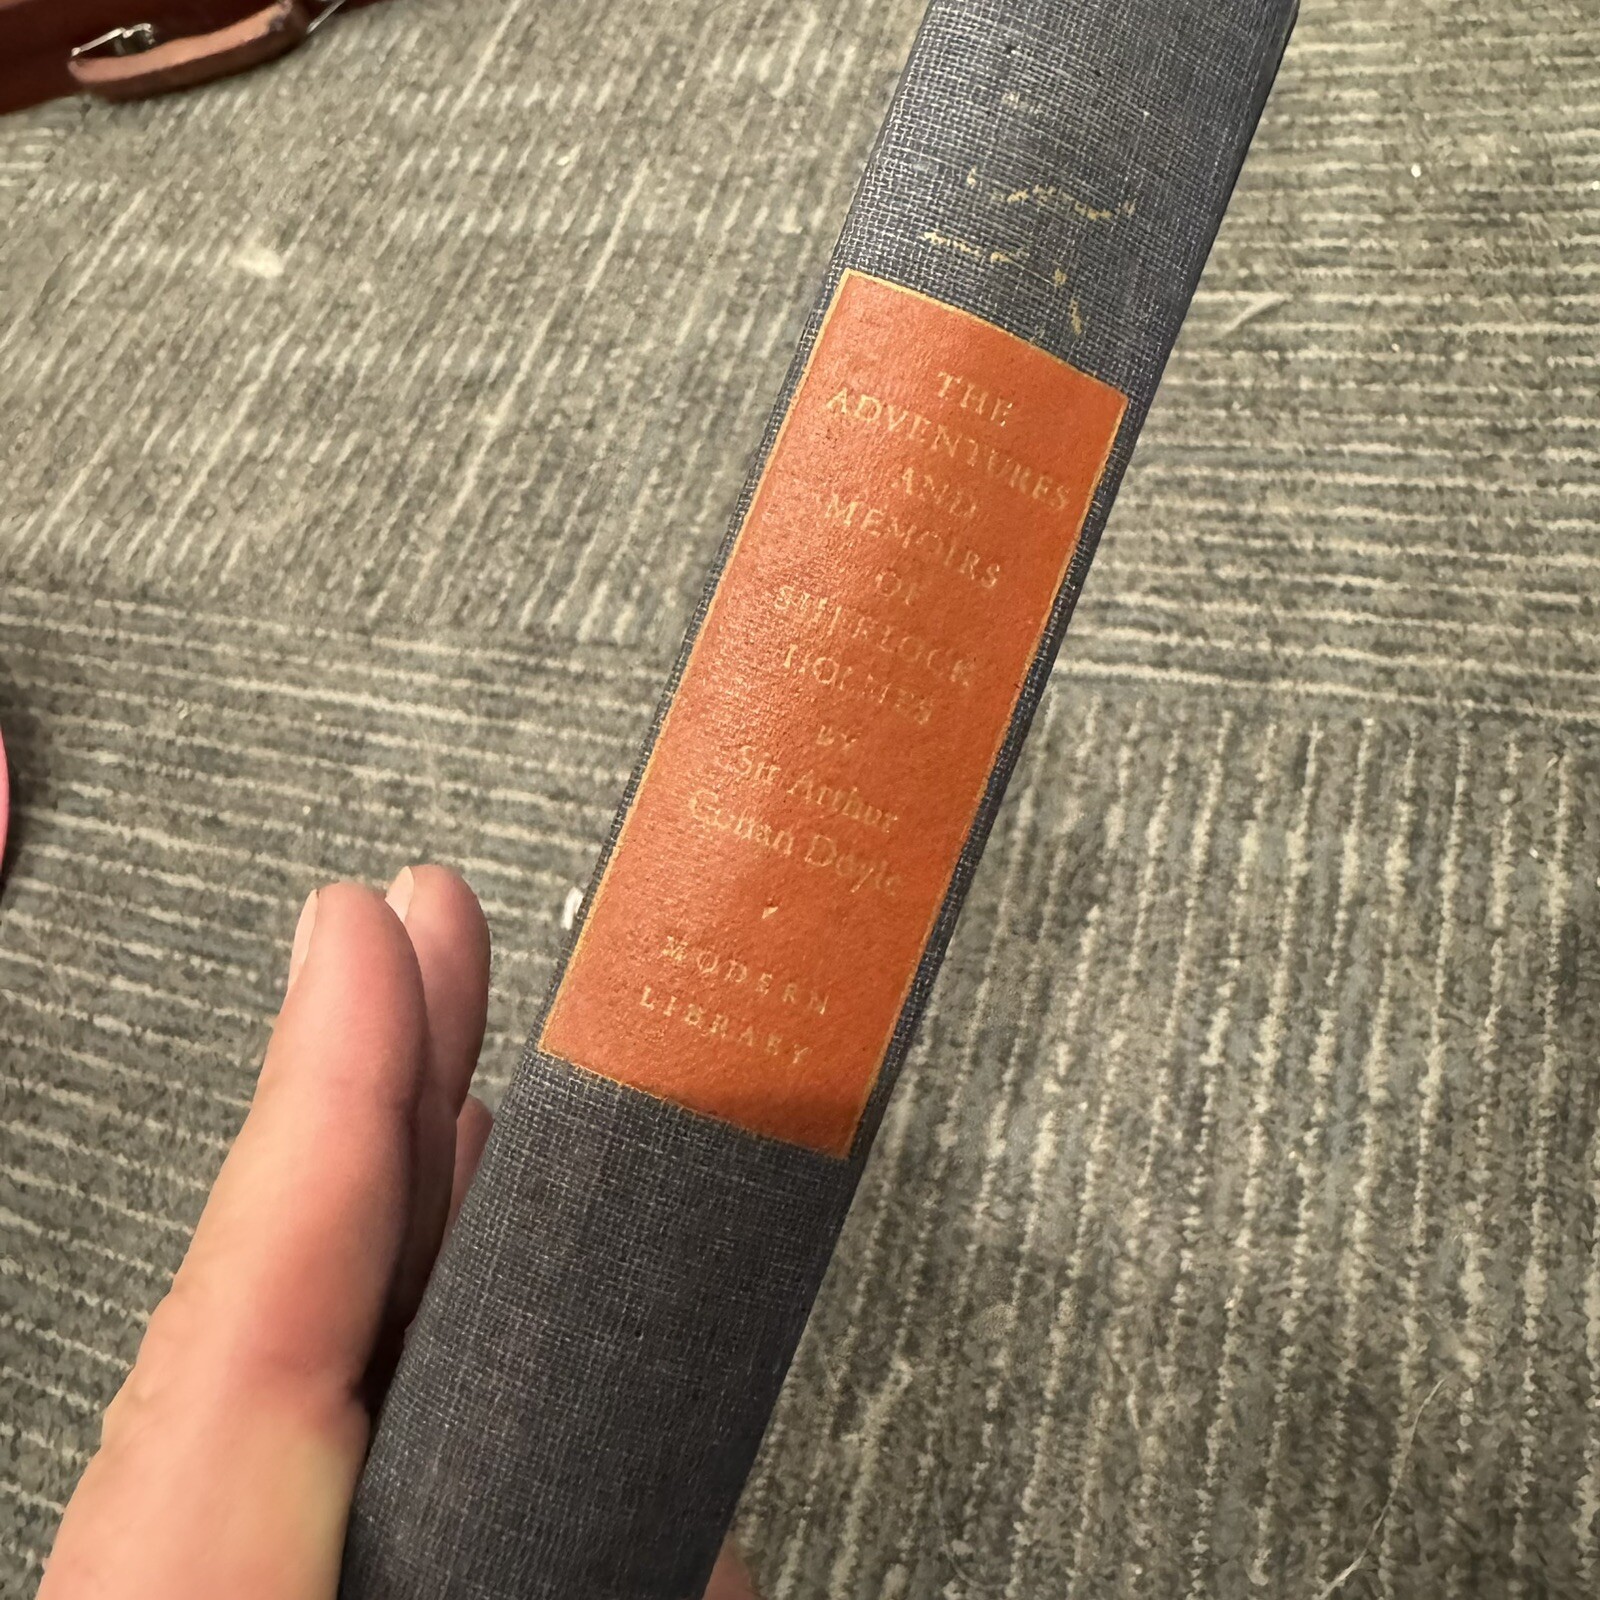 THE
ADVENTURES
AND
MEMOIRS
OF
SHERLOCK
HOLMES
BY
Sir Arthur
Conan Doyle
MODERN
LIBRARY